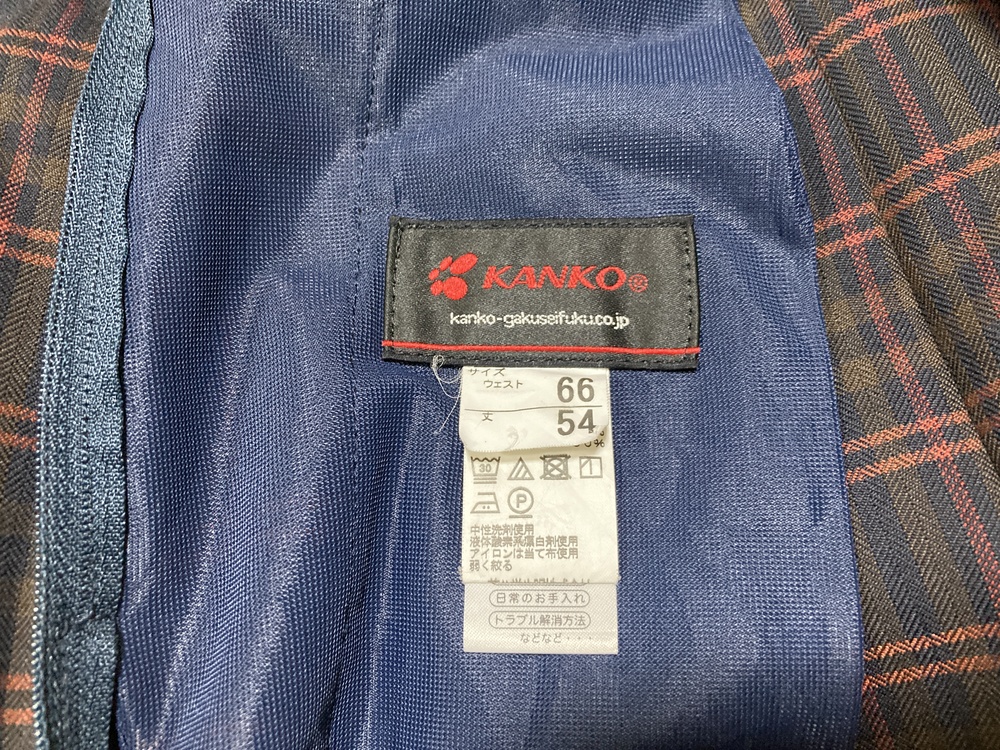 KANKO®
kanko-gakuseifuku.co.jp
サイズ
ウェスト 66
丈 54
30
P
中性洗剤使用
液体酸素系漂白剤使用
アイロンは当て布使用
弱く絞る
日常のお手入れ
トラブル解消方法
などなど・・・